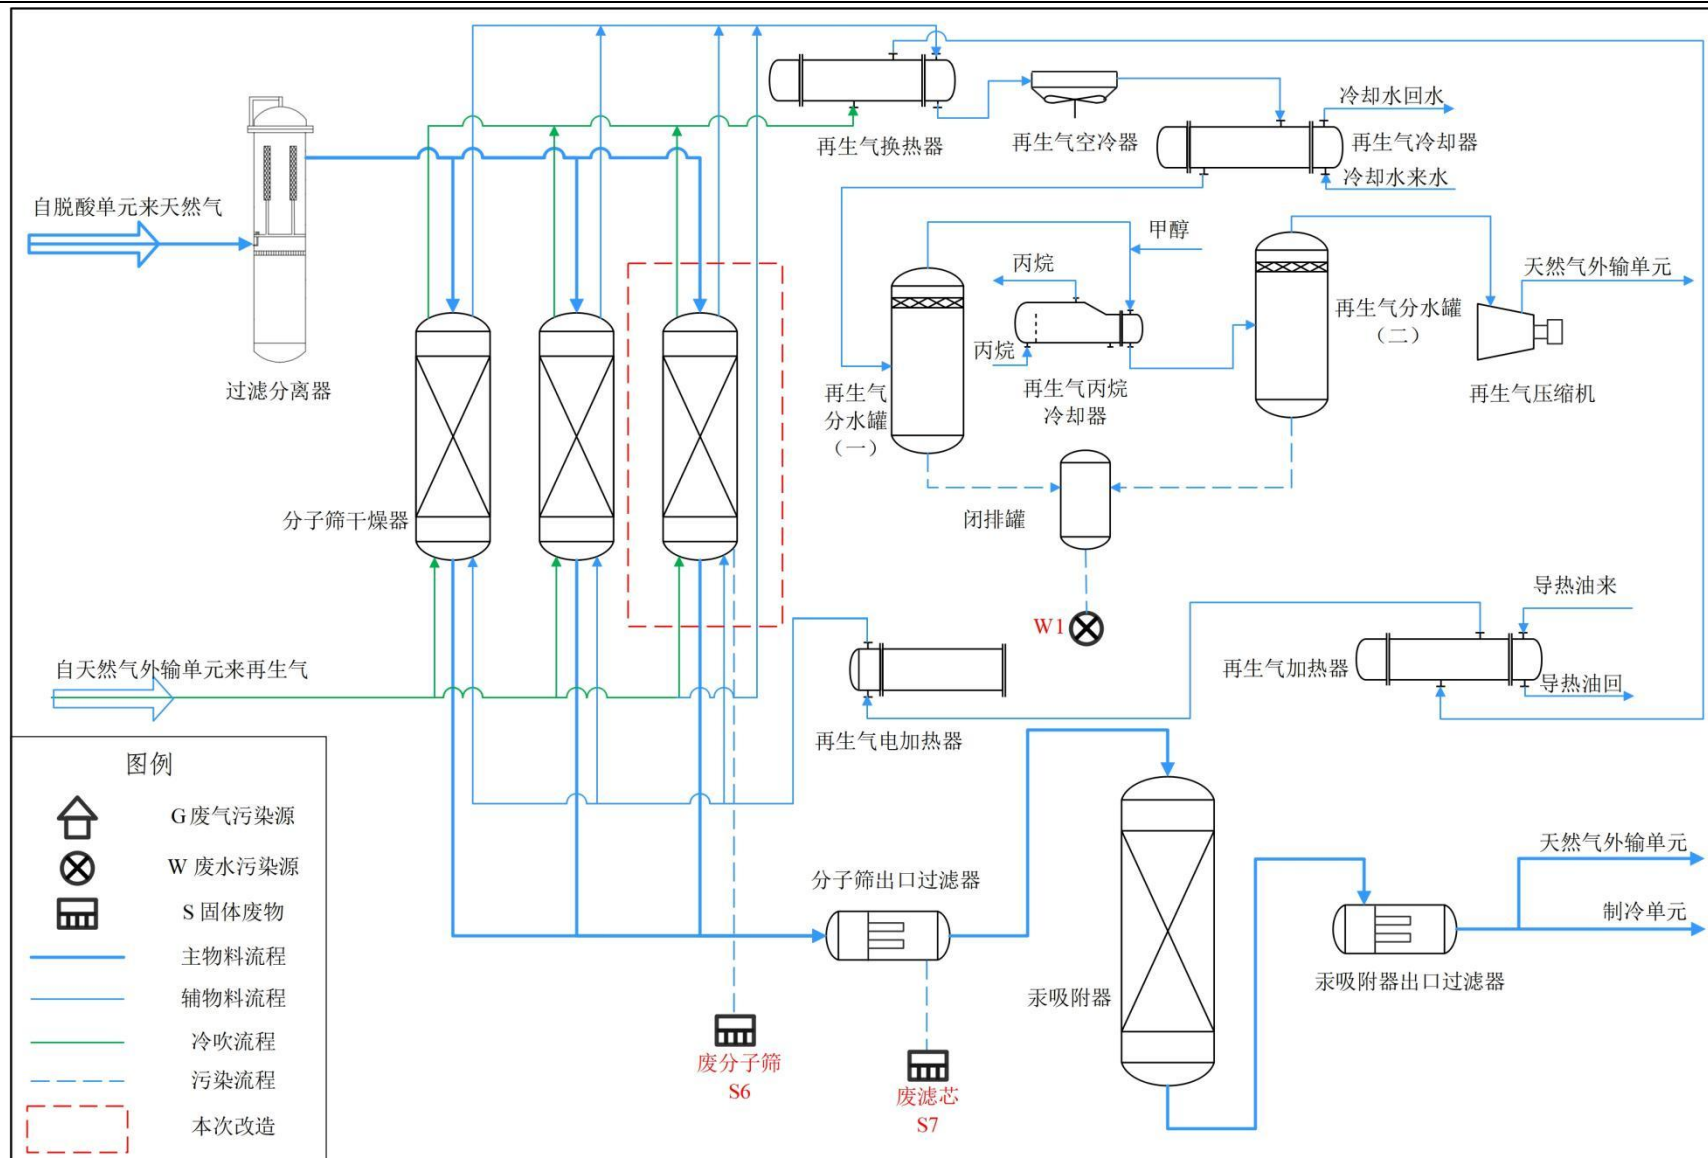 冷却水回水
再生气换热器
再生气空冷器
再生气冷却器
冷却水来水
自脱酸单元来天然气
甲醇
丙烷
天然气外输单元
再生气分水罐
（二）
丙烷
过滤分离器
再生气
分水罐
（一）
再生气丙烷
冷却器
再生气压缩机
分子筛干燥器
闭排罐
导热油来
W1
自天然气外输单元来再生气
再生气加热器
导热油回
再生气电加热器
图例
G废气污染源
W 废水污染源
S 固体废物
主物料流程
辅物料流程
冷吹流程
污染流程
本次改造
分子筛出口过滤器
天然气外输单元
制冷单元
汞吸附器
汞吸附器出口过滤器
废分子筛
S6
废滤芯
S7